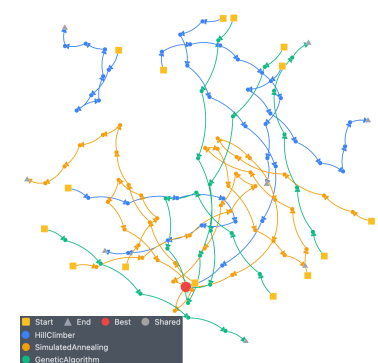 Start End Best Shared
HillClimber
SimulatedAnnealing
GeneticAlgorithm